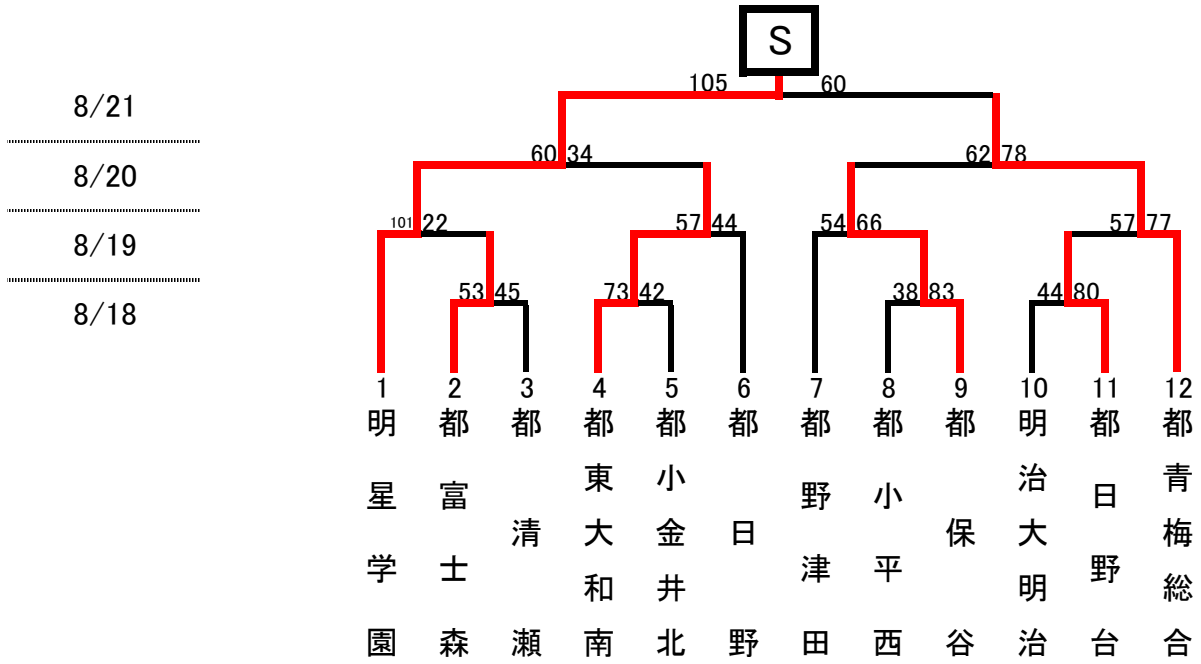 S
105 60
8/21
60 34 62 78
8/20
101 22 57 44 54 66 57 77
8/19
53 45 73 42 38 83 44 80
8/18
1 2 3 4 5 6 7 8 9 10 11 12
明星学園
都富士森
都清瀬
都東大和南
都小金井北
都日野
都野津田
都小平西
都保谷
明治大明治
都日野台
都青梅総合